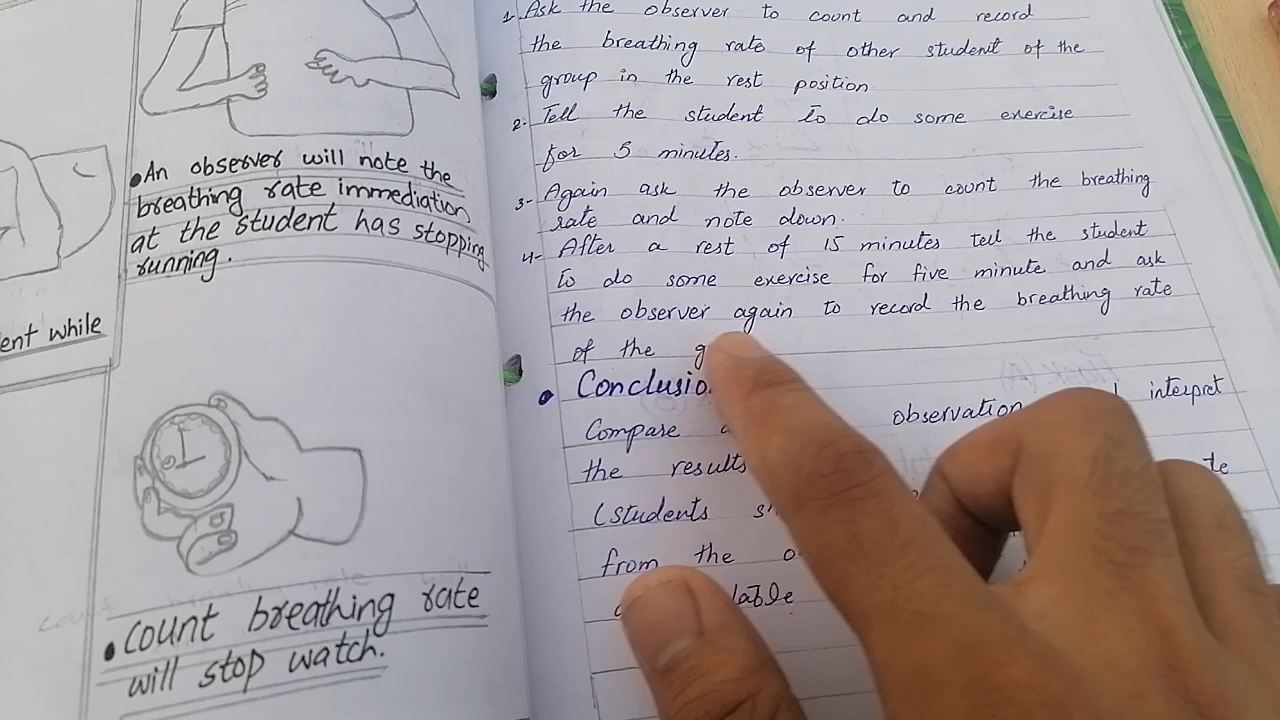 ent while
•An observer will note the
breathing rate immediation
at the student has stopping
running.
•count breathing rate
will stop watch.
1. Ask the observer to count and record
the breathing rate of other student of the
group in the rest position
2- Tell the student to do some exercise
for 5 minutes.
3- Again ask the observer to count the breathing
rate and note down.
4- After a rest of 15 minutes tell the student
to do some exercise for five minute and ask
the observer again to record the breathing rate
of the
• Conclusio
Compare observation interpret
the results
(students
from the